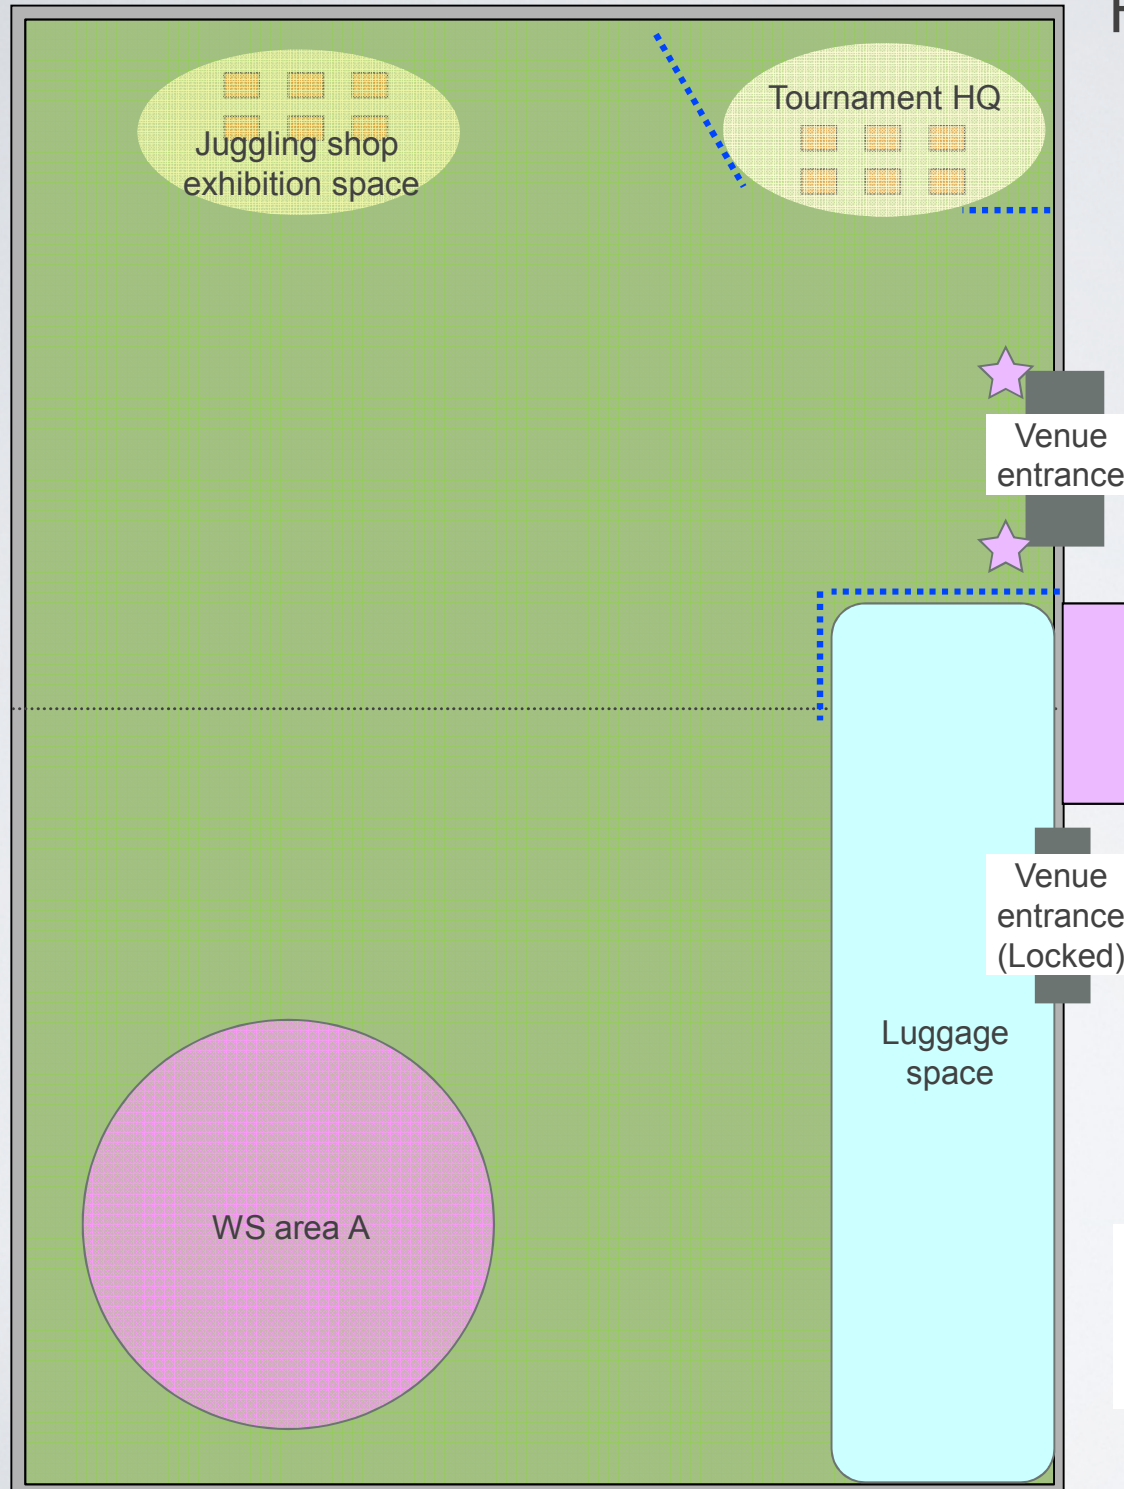 Tournament HQ
Juggling shop
exhibition space
Venue
entrance
Venue
entrance
(Locked)
Luggage
space
WS area A